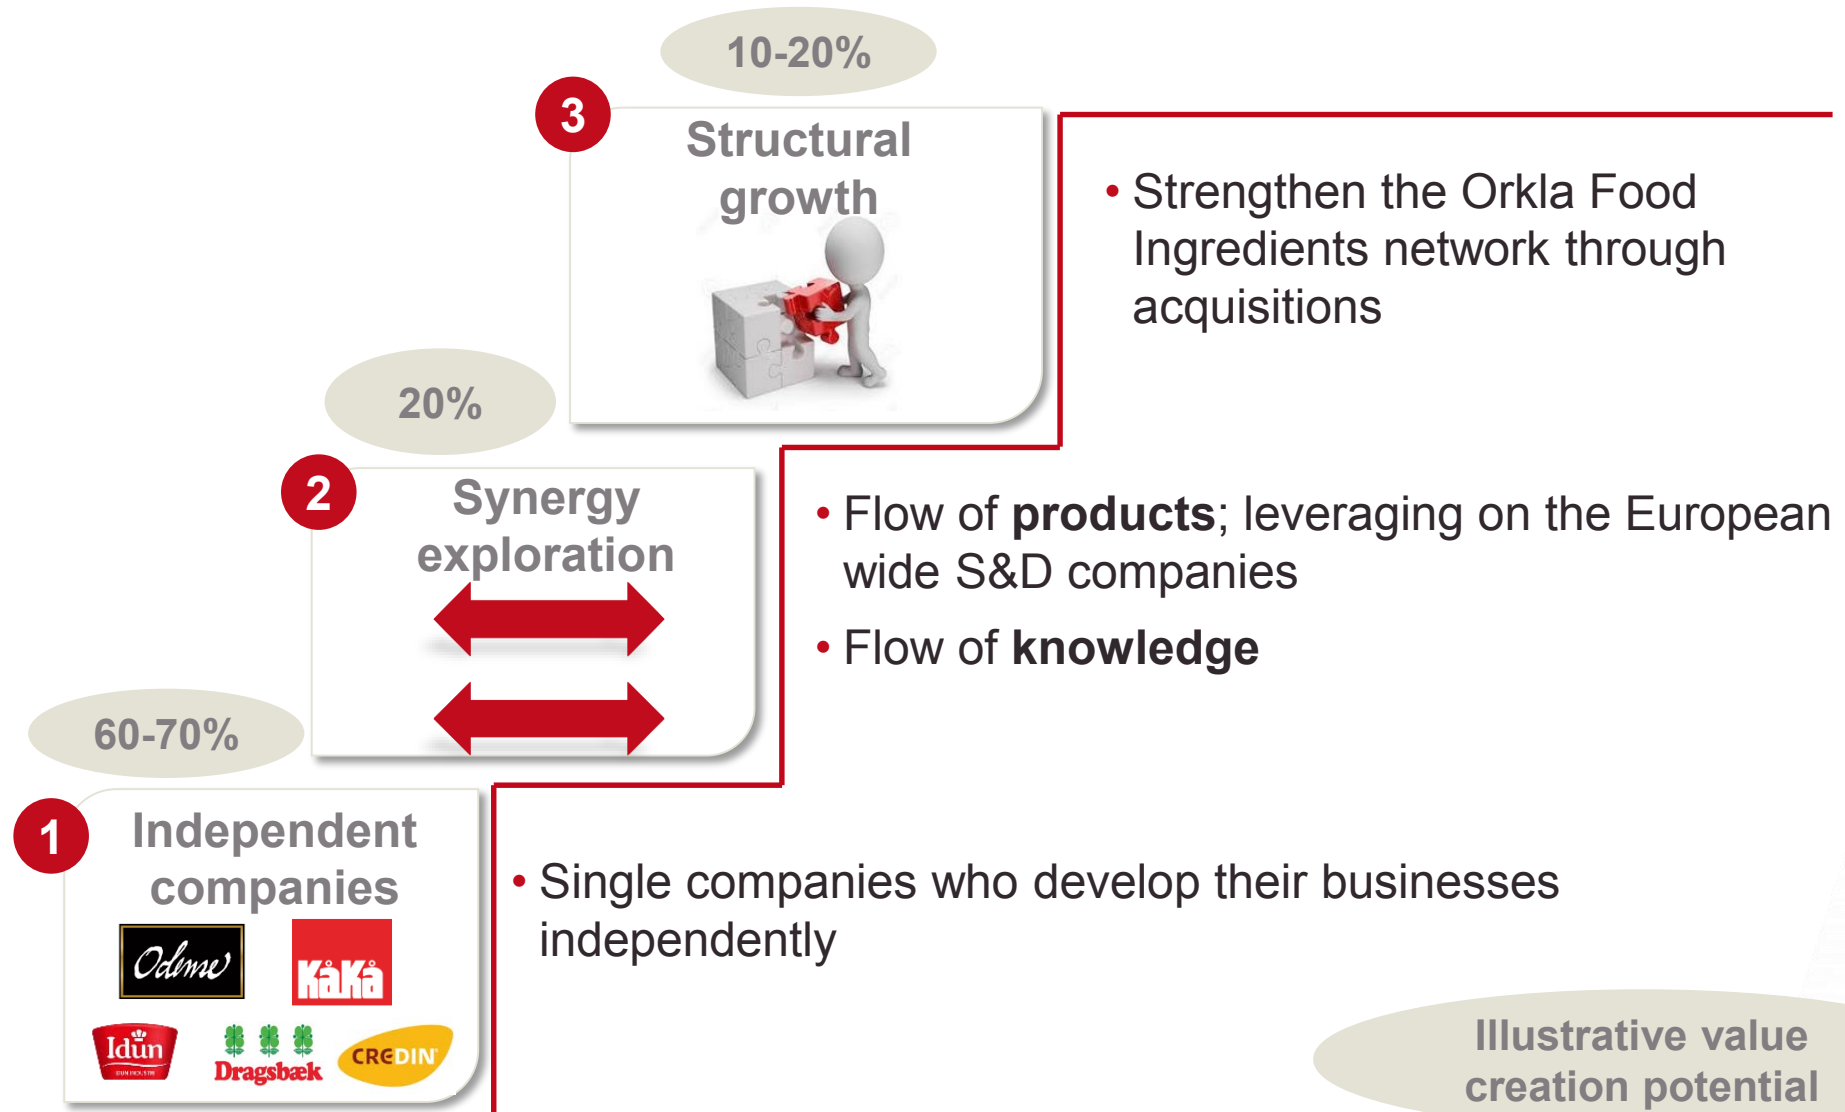 10-20%
3
Structural
growth
• Strengthen the Orkla Food
Ingredients network through
acquisitions
20%
2
Synergy
exploration
• Flow of products; leveraging on the European
wide S&D companies
• Flow of knowledge
60-70%
1
Independent
companies
Odense
KåKå
Idun
IDUN INDUSTRI
Dragsbæk
CREDIN
• Single companies who develop their businesses
independently
Illustrative value
creation potential